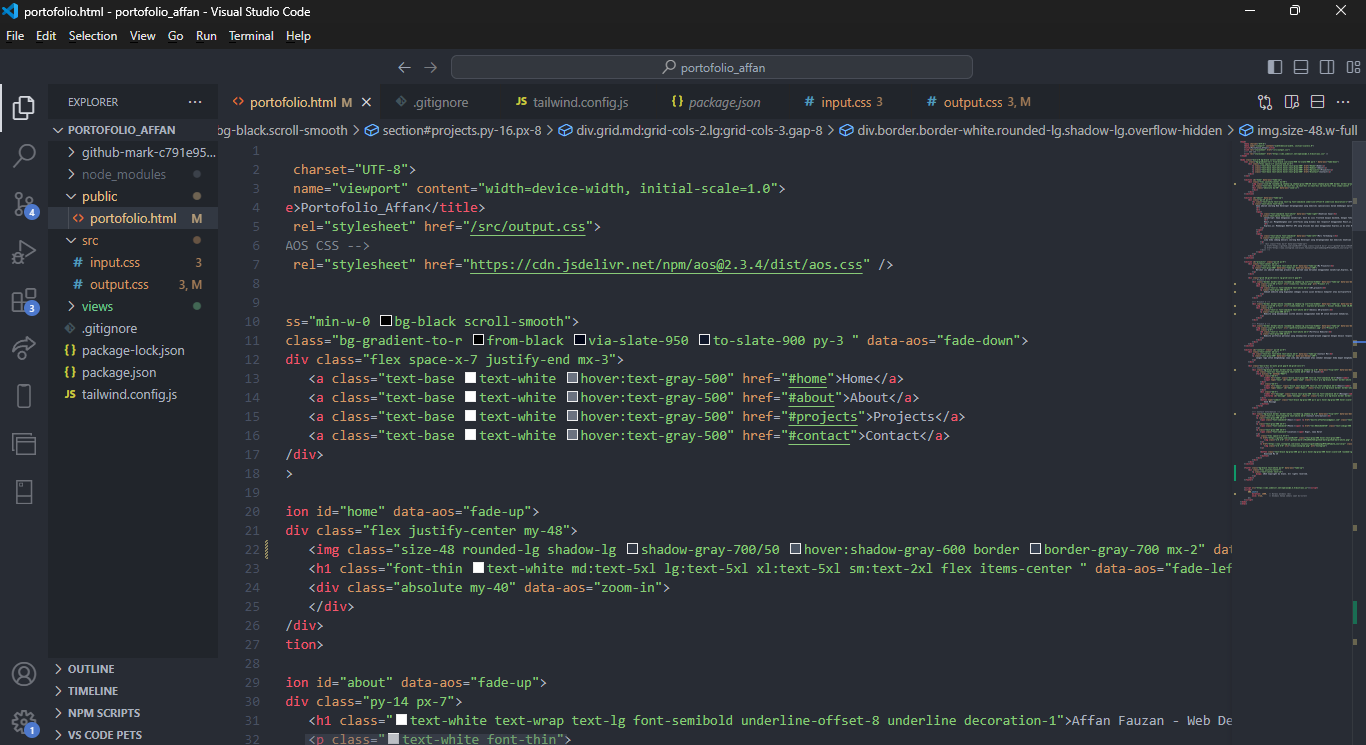 portofolio.html - portofolio_affan - Visual Studio Code
File Edit Selection View Go Run Terminal Help
portofolio_affan
EXPLORER
PORTOFOLIO_AFFAN
github-mark-c791e95...
node_modules
public
portofolio.html M
src
input.css 3
output.css 3, M
views
.gitignore
package-lock.json
package.json
tailwind.config.js
OUTLINE
TIMELINE
NPM SCRIPTS
VS CODE PETS
4
3
1
portofolio.html M .gitignore tailwind.config.js package.json input.css 3 output.css 3, M
bg-black.scroll-smooth > section#projects.py-16.px-8 > div.grid.md:grid-cols-2.lg:grid-cols-3.gap-8 > div.border.border-white.rounded-lg.shadow-lg.overflow-hidden > img.size-48.w-full
1
2 charset="UTF-8">
3 name="viewport" content="width=device-width, initial-scale=1.0">
4 e>Portofolio_Affan</title>
5 rel="stylesheet" href="/src/output.css">
6 AOS CSS -->
7 rel="stylesheet" href="https://cdn.jsdelivr.net/npm/aos@2.3.4/dist/aos.css" />
8
9
10 ss="min-w-0 bg-black scroll-smooth">
11 class="bg-gradient-to-r from-black via-slate-950 to-slate-900 py-3 " data-aos="fade-down">
12 div class="flex space-x-7 justify-end mx-3">
13 <a class="text-base text-white hover:text-gray-500" href="#home">Home</a>
14 <a class="text-base text-white hover:text-gray-500" href="#about">About</a>
15 <a class="text-base text-white hover:text-gray-500" href="#projects">Projects</a>
16 <a class="text-base text-white hover:text-gray-500" href="#contact">Contact</a>
17 /div>
18 >
19
20 ion id="home" data-aos="fade-up">
21 div class="flex justify-center my-48">
22 <img class="size-48 rounded-lg shadow-lg shadow-gray-700/50 hover:shadow-gray-600 border border-gray-700 mx-2" dat
23 <h1 class="font-thin text-white md:text-5xl lg:text-5xl xl:text-5xl sm:text-2xl flex items-center " data-aos="fade-lef
24 <div class="absolute my-40" data-aos="zoom-in">
25 </div>
26 /div>
27 tion>
28
29 ion id="about" data-aos="fade-up">
30 div class="py-14 px-7">
31 <h1 class="text-white text-wrap text-lg font-semibold underline-offset-8 underline decoration-1">Affan Fauzan - Web De
32 <p class="text-white font-thin">